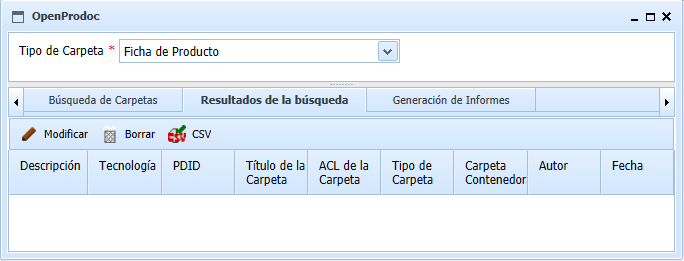 OpenProdoc
Tipo de Carpeta * Ficha de Producto
Búsqueda de Carpetas Resultados de la búsqueda Generación de Informes
Modificar Borrar CSV
Descripción Tecnología PDID Título de la Carpeta ACL de la Carpeta Tipo de Carpeta Carpeta Contenedor Autor Fecha